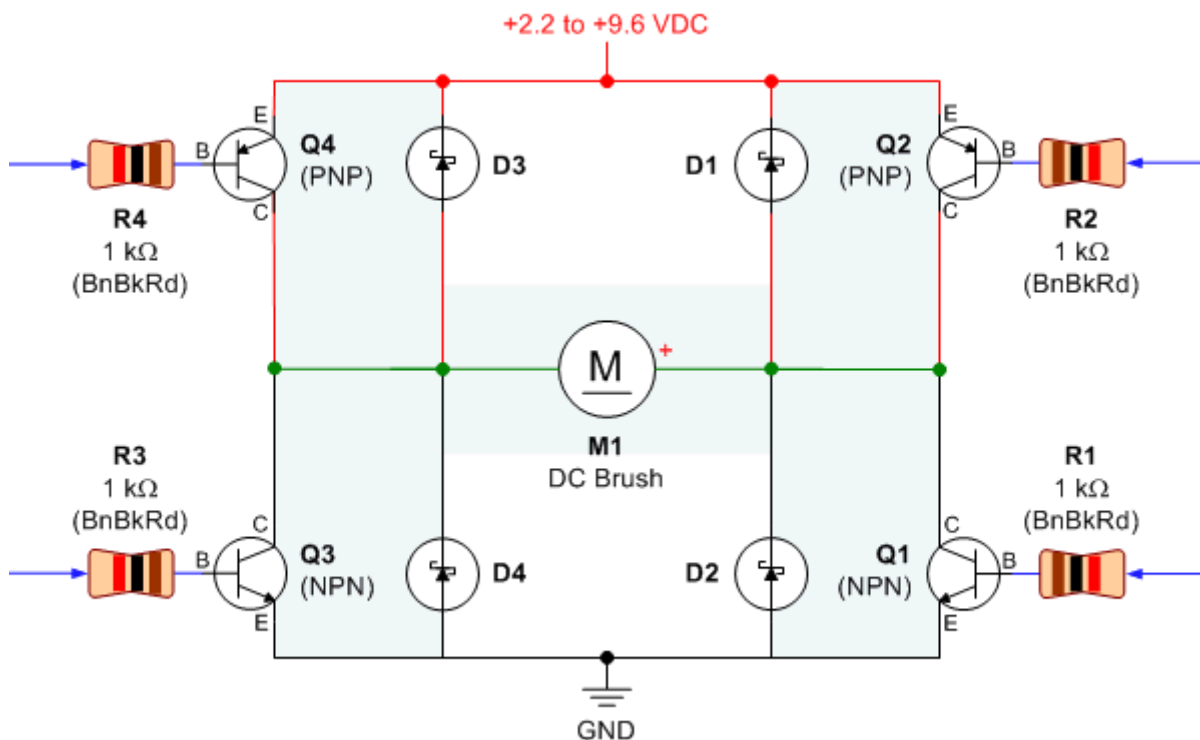 +2.2 to +9.6 VDC
E
B
C
Q4
(PNP)
D3
D1
Q2
(PNP)
E
B
C
R4
1 kΩ
(BnBkRd)
R2
1 kΩ
(BnBkRd)
M
+
M1
DC Brush
R3
1 kΩ
(BnBkRd)
R1
1 kΩ
(BnBkRd)
C
B
E
Q3
(NPN)
D4
D2
Q1
(NPN)
C
B
E
GND